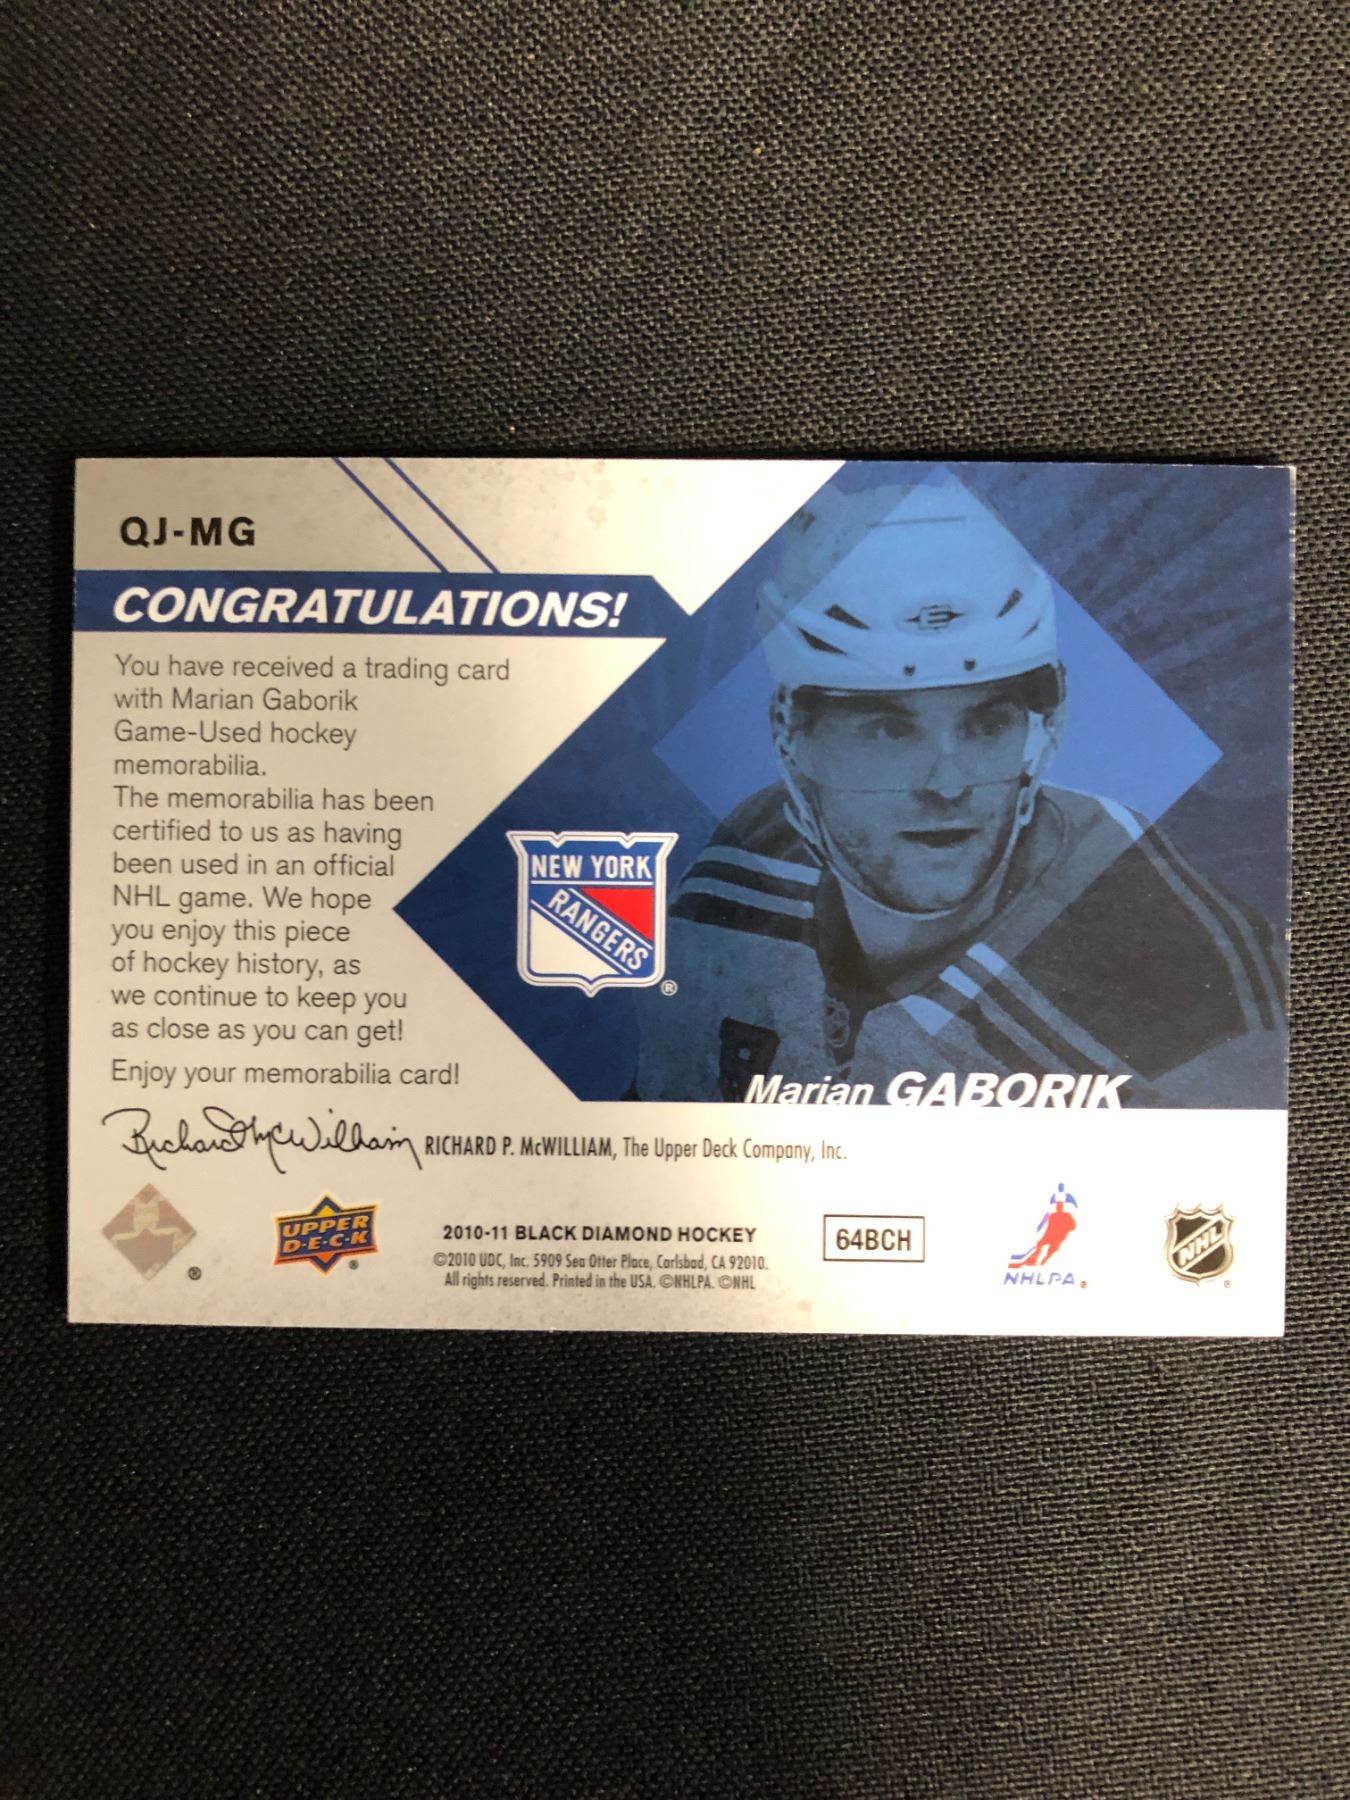 QJ-MG
CONGRATULATIONS!
You have received a trading card
with Marian Gaborik
Game-Used hockey
memorabilia.
The memorabilia has been
certified to us as having
been used in an official
NHL game. We hope
you enjoy this piece
of hockey history, as
we continue to keep you
as close as you can get!
Enjoy your memorabilia card!
NEW YORK
RANGERS
®
Marian GABORIK
Richard McWilliam RICHARD P. McWILLIAM, The Upper Deck Company, Inc.
®
UPPER
D·E·C·K
®
2010-11 BLACK DIAMOND HOCKEY
©2010 UDC, Inc. 5909 Sea Otter Place, Carlsbad, CA 92010.
All rights reserved. Printed in the USA. ©NHLPA. ©NHL
64BCH
NHLPA®
NHL
®